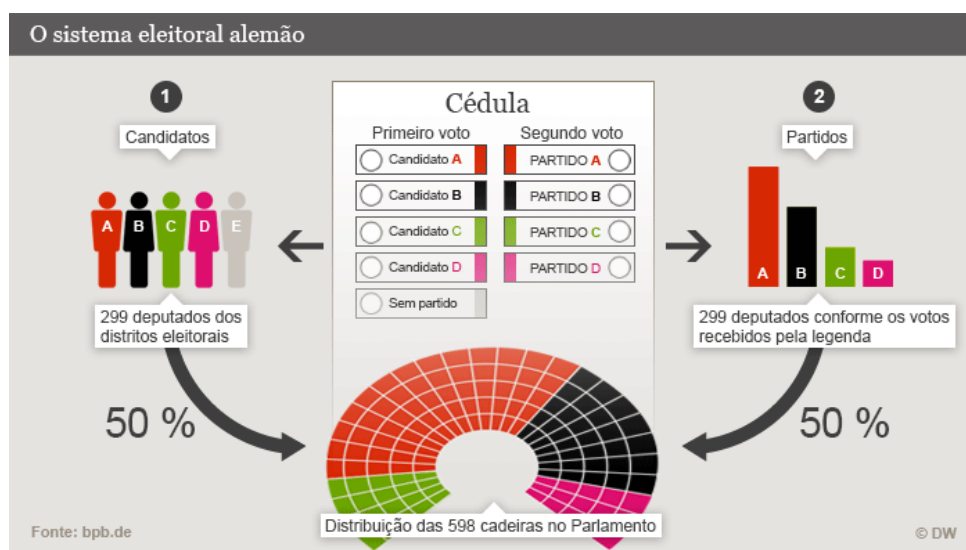 O sistema eleitoral alemão
1
Candidatos
A B C D E
299 deputados dos
distritos eleitorais
50 %
Cédula
Primeiro voto Segundo voto
Candidato A PARTIDO A
Candidato B PARTIDO B
Candidato C PARTIDO C
Candidato D PARTIDO D
Sem partido
2
Partidos
A B C D
299 deputados conforme os votos
recebidos pela legenda
50 %
Distribuição das 598 cadeiras no Parlamento
Fonte: bpb.de
© DW